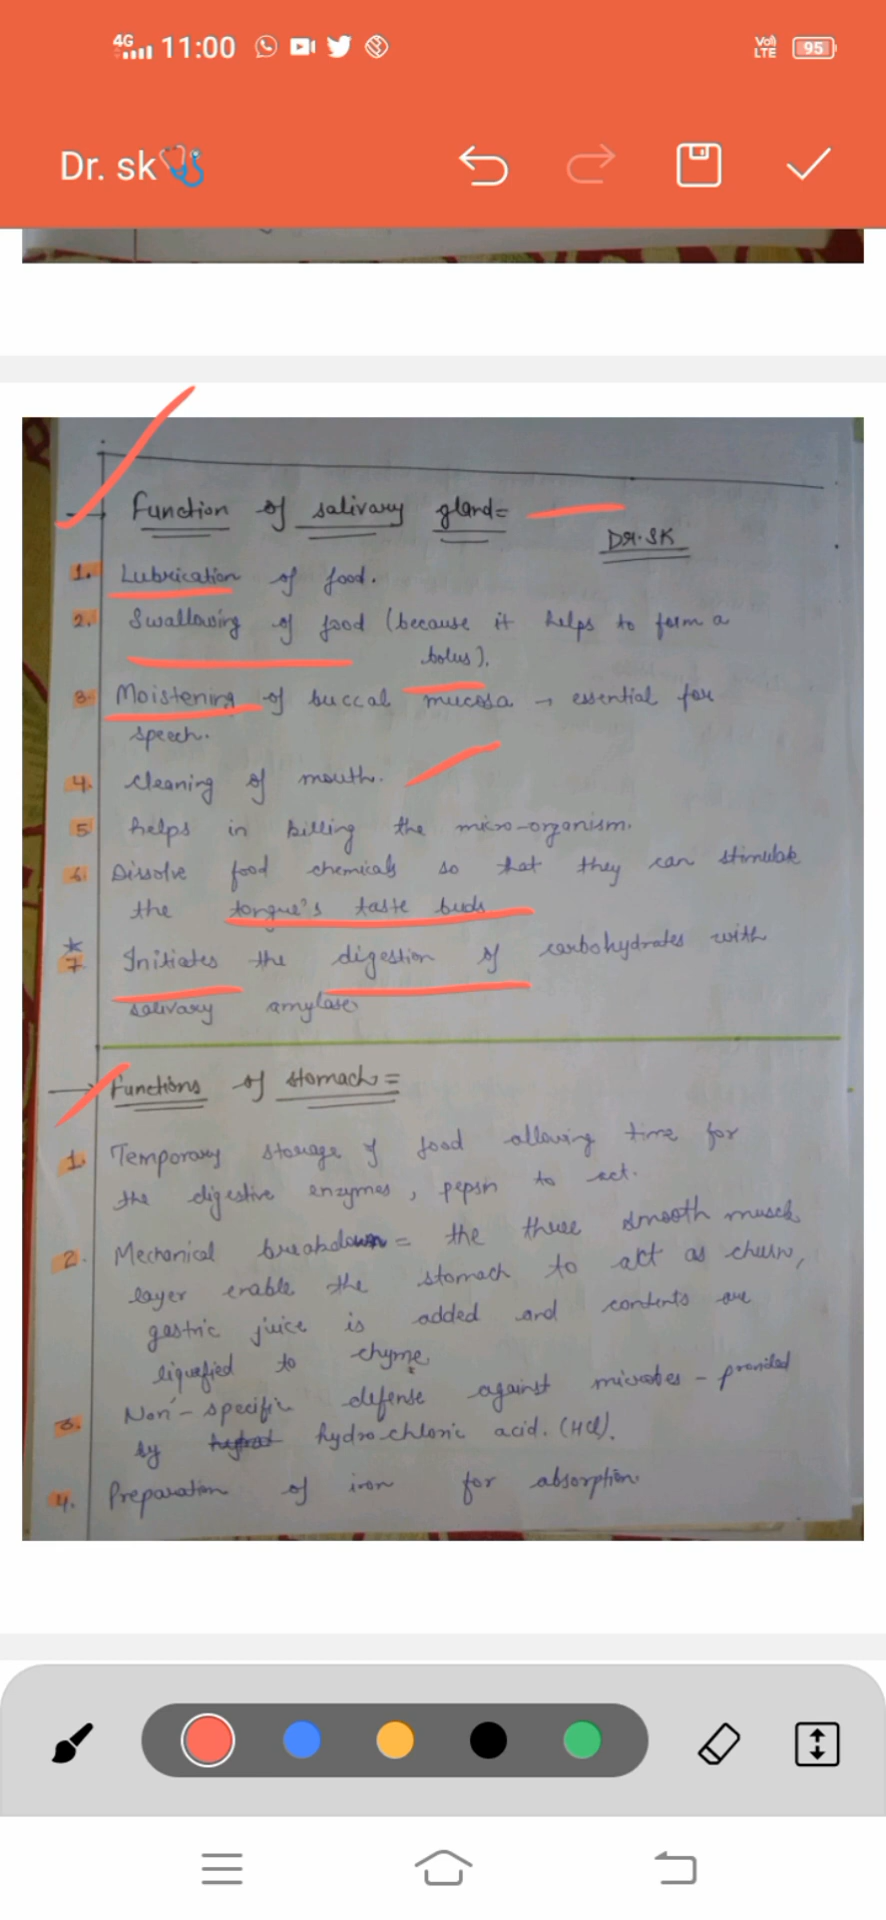 4G 11:00 Vo) LTE 95
Dr. sk🩺
Function of salivary gland=
DR.SK
1. Lubrication of food.
2. Swallowing of food (because it helps to form a
bolus).
3. Moistening of buccal mucosa → essential for
speech.
4. cleaning of mouth.
5 helps in killing the micro-organism.
6. Dissolve food chemicals so that they can stimulate
the tongue's taste buds
* 7 Initiates the digestion of carbohydrates with
salivary amylase
→ Functions of stomach=
1. Temporary storage of food allowing time for
the digestive enzymes, pepsin to act.
2. Mechanical breakdown = the three smooth muscle
layer enable the stomach to act as churn,
gastric juice is added and contents are
liquefied to chyme.
3. Non-specific defense against microbes - provided
by hydrochloric acid. (HCl).
4. Preparation of iron for absorption